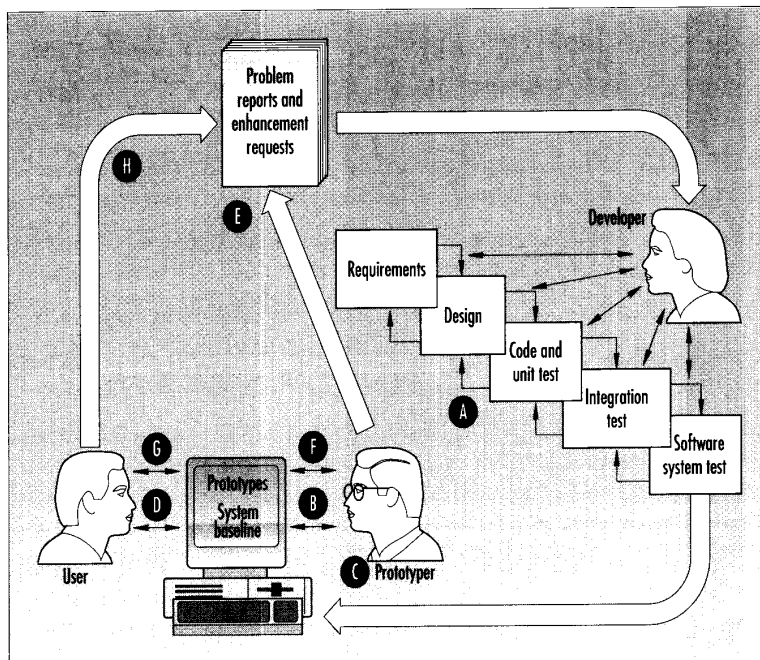 Problem
reports and
enhancement
requests
H
E
Developer
Requirements
Design
Code and
unit test
A
Integration
test
Software
system test
G
F
D
B
Prototypes
System
baseline
User
C
Prototyper